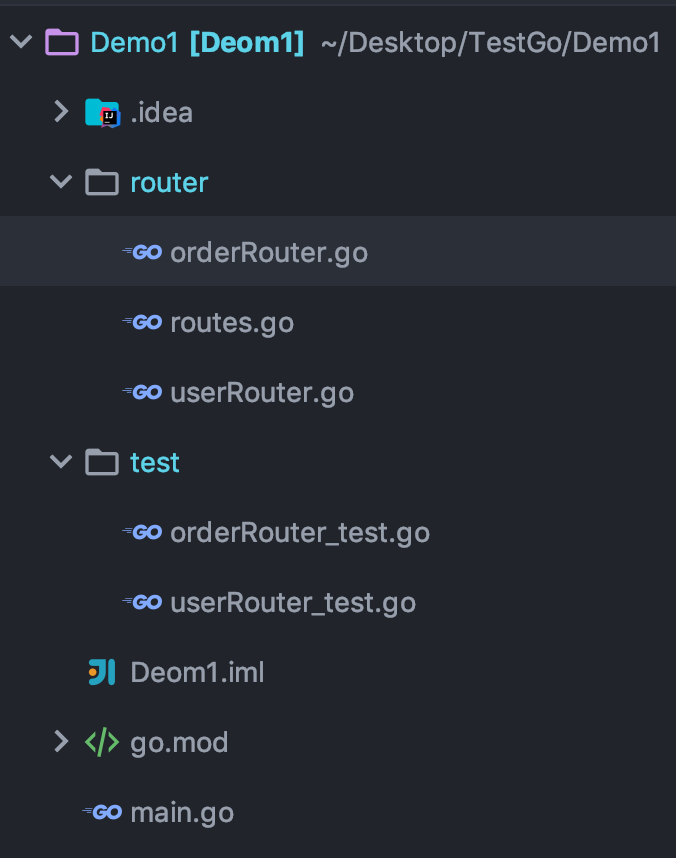 Demo1 [Deom1] ~/Desktop/TestGo/Demo1
.idea
router
GO orderRouter.go
GO routes.go
GO userRouter.go
test
GO orderRouter_test.go
GO userRouter_test.go
Deom1.iml
</> go.mod
GO main.go